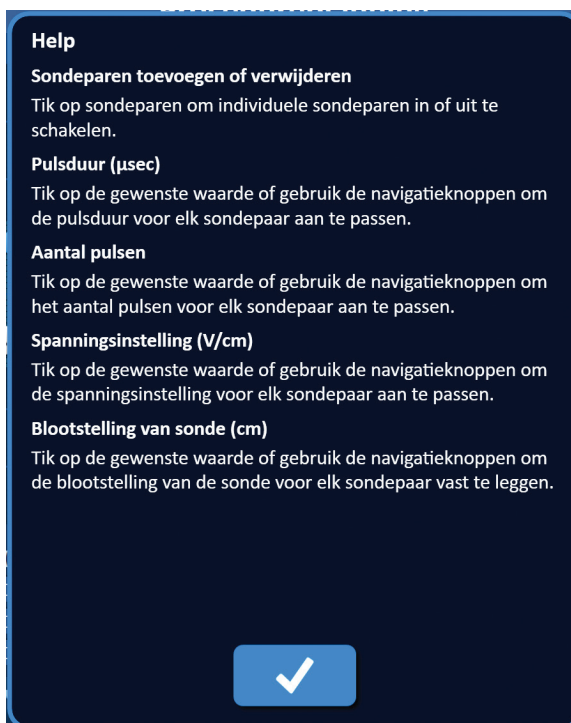 Help
Sondeparen toevoegen of verwijderen
Tik op sondeparen om individuele sondeparen in of uit te
schakelen.
Pulsduur (µsec)
Tik op de gewenste waarde of gebruik de navigatieknoppen om
de pulsduur voor elk sondepaar aan te passen.
Aantal pulsen
Tik op de gewenste waarde of gebruik de navigatieknoppen om
het aantal pulsen voor elk sondepaar aan te passen.
Spanningsinstelling (V/cm)
Tik op de gewenste waarde of gebruik de navigatieknoppen om
de spanningsinstelling voor elk sondepaar aan te passen.
Blootstelling van sonde (cm)
Tik op de gewenste waarde of gebruik de navigatieknoppen om
de blootstelling van de sonde voor elk sondepaar vast te leggen.